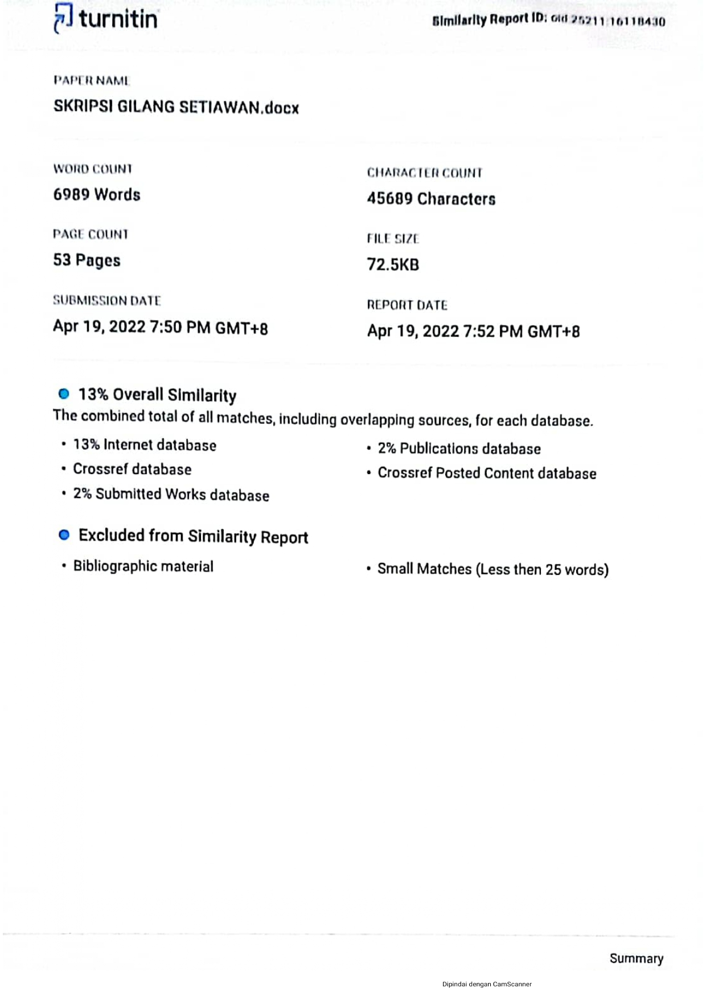 turnitin
Similarity Report ID: oid:25211:16118430
PAPER NAME
SKRIPSI GILANG SETIAWAN.docx
WORD COUNT
6989 Words
CHARACTER COUNT
45689 Characters
PAGE COUNT
53 Pages
FILE SIZE
72.5KB
SUBMISSION DATE
Apr 19, 2022 7:50 PM GMT+8
REPORT DATE
Apr 19, 2022 7:52 PM GMT+8
13% Overall Similarity
The combined total of all matches, including overlapping sources, for each database.
• 13% Internet database
• 2% Publications database
• Crossref database
• Crossref Posted Content database
• 2% Submitted Works database
Excluded from Similarity Report
• Bibliographic material
• Small Matches (Less then 25 words)
Summary
Dipindai dengan CamScanner